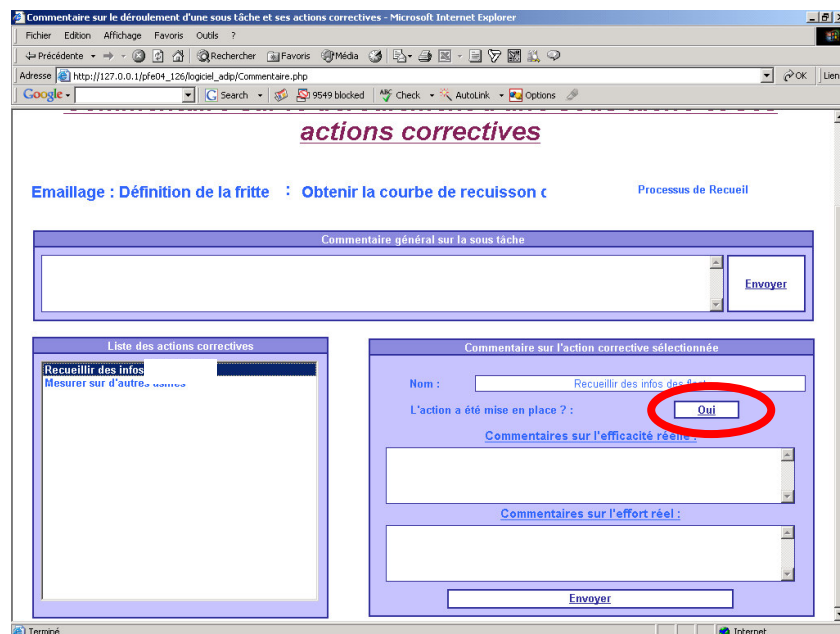 Commentaire sur le déroulement d'une sous tâche et ses actions correctives - Microsoft Internet Explorer
Fichier Edition Affichage Favoris Outils ?
Précédente Rechercher Favoris Média
Adresse http://127.0.0.1/pfe04_126/logiciel_adip/Commentaire.php OK Lien
Google Search 9549 blocked Check AutoLink Options
actions correctives
Emaillage : Définition de la fritte : Obtenir la courbe de recuisson
Processus de Recueil
Commentaire général sur la sous tâche
Envoyer
Liste des actions correctives
Recueillir des infos
Mesurer sur d'autres usines
Commentaire sur l'action corrective sélectionnée
Nom : Recueillir des infos des
L'action a été mise en place ? : Oui
Commentaires sur l'efficacité réelle :
Commentaires sur l'effort réel :
Envoyer
Terminé Internet